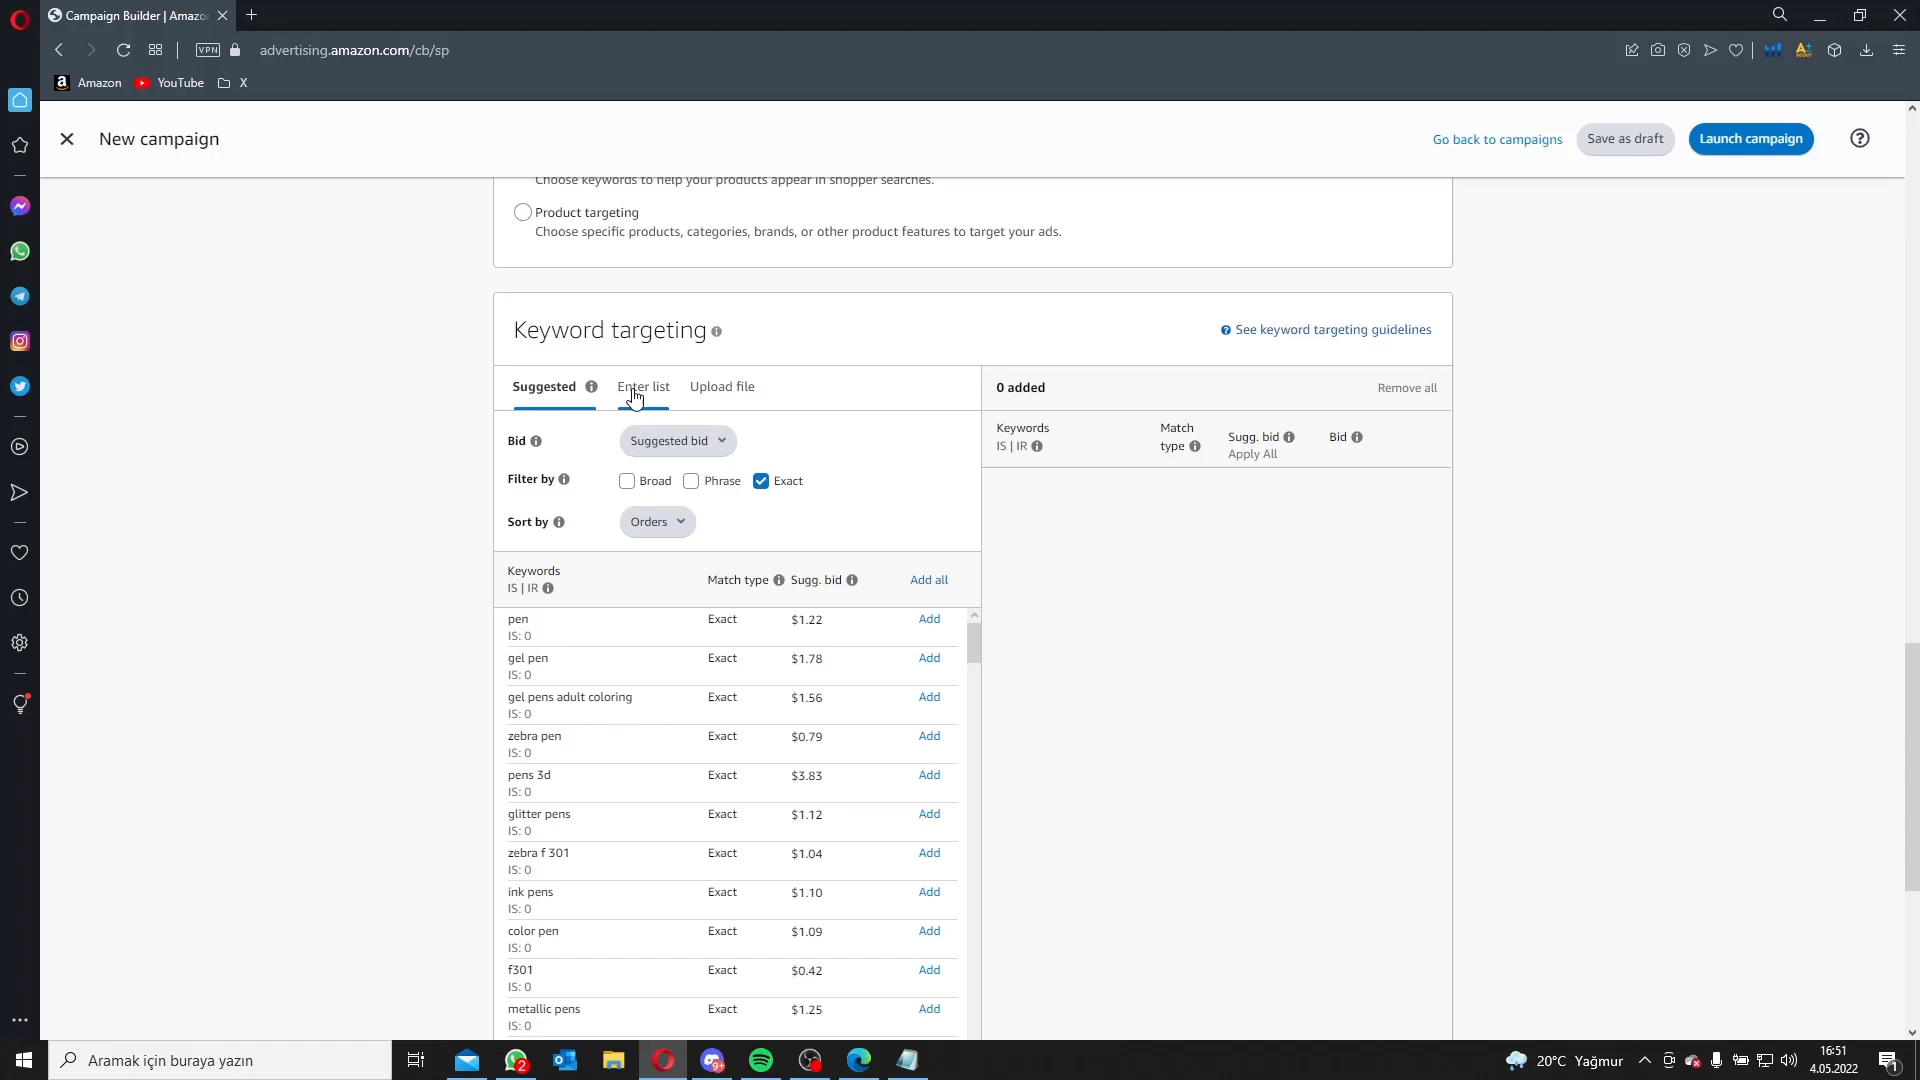 Campaign Builder | Amazo
VPN
advertising.amazon.com/cb/sp
a Amazon
YouTube
X
New campaign
Go back to campaigns
Save as draft
Launch campaign
Choose keywords to help your products appear in shopper searches.
Product targeting
Choose specific products, categories, brands, or other product features to target your ads.
Keyword targeting
See keyword targeting guidelines
Suggested
Enter list
Upload file
0 added
Remove all
Bid
Suggested bid
Keywords
IS | IR
Match
type
Sugg. bid
Apply All
Bid
Filter by
Broad
Phrase
Exact
Sort by
Orders
Keywords
IS | IR
Match type
Sugg. bid
Add all
pen Exact $1.22 Add
IS: 0
gel pen Exact $1.78 Add
IS: 0
gel pens adult coloring Exact $1.56 Add
IS: 0
zebra pen Exact $0.79 Add
IS: 0
pens 3d Exact $3.83 Add
IS: 0
glitter pens Exact $1.12 Add
IS: 0
zebra f 301 Exact $1.04 Add
IS: 0
ink pens Exact $1.10 Add
IS: 0
color pen Exact $1.09 Add
IS: 0
f301 Exact $0.42 Add
IS: 0
metallic pens Exact $1.25 Add
IS: 0
Aramak için buraya yazın
2
9+
20°C Yağmur
16:51
4.05.2022
1